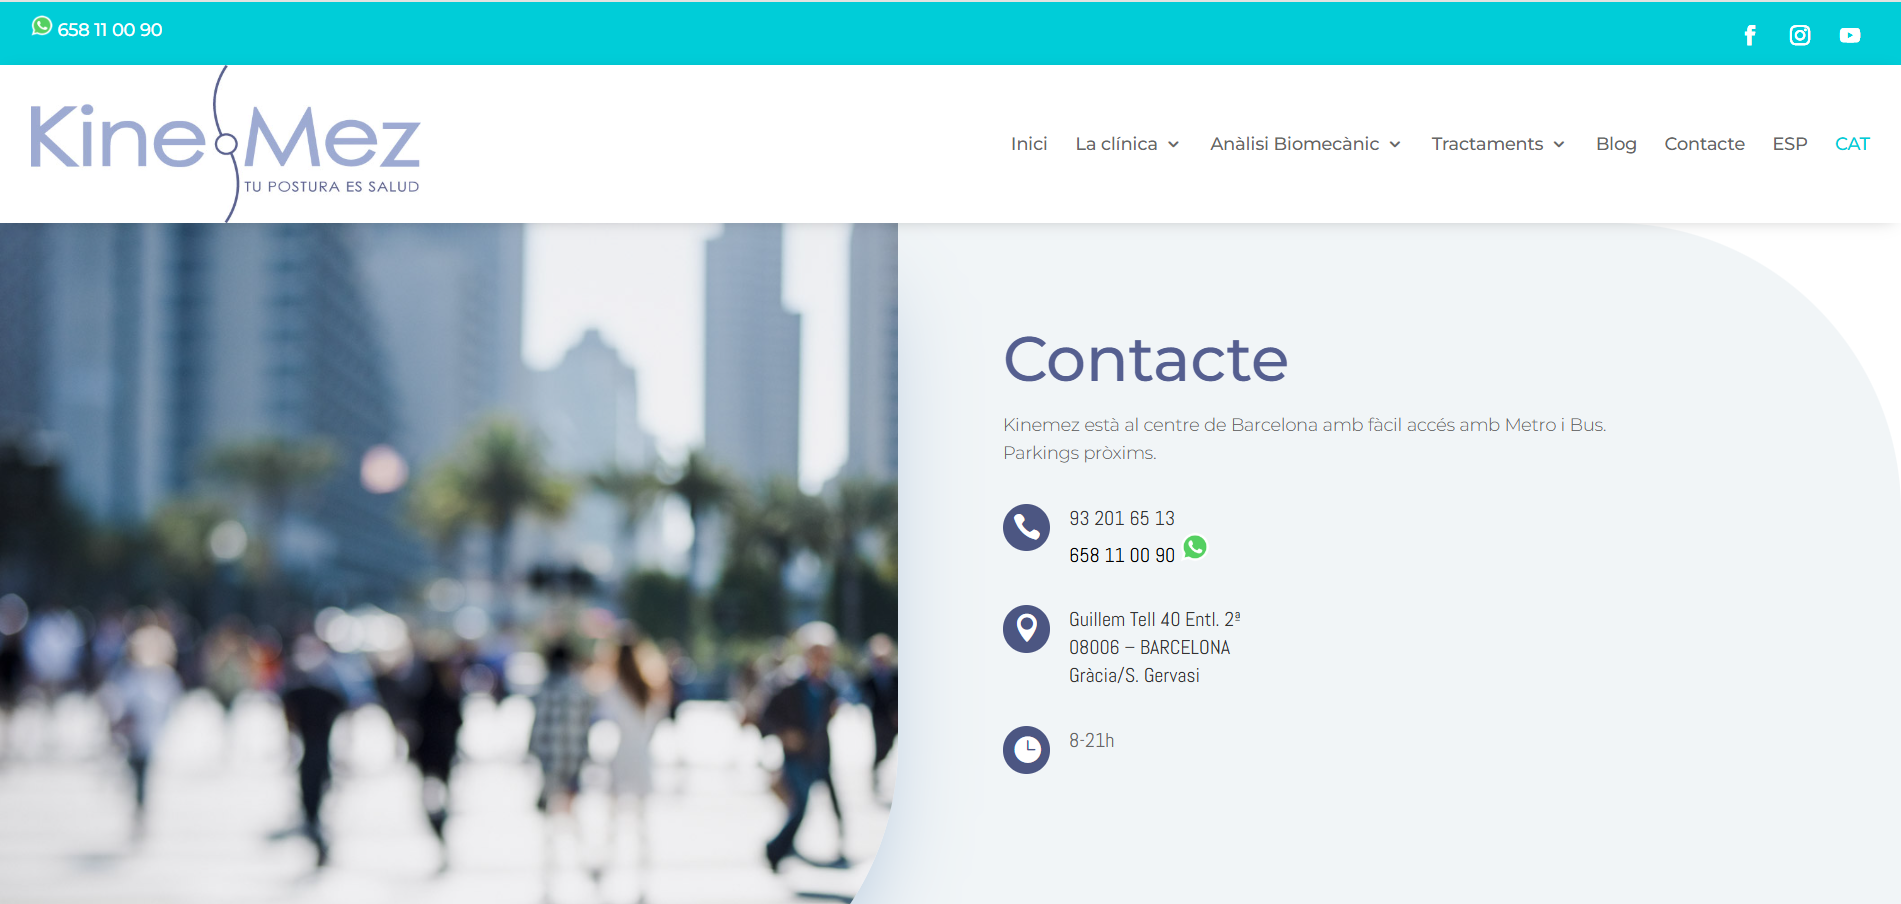 658 11 00 90
Kine Mez
TU POSTURA ES SALUD
Inici La clínica Anàlisi Biomecànic Tractaments Blog Contacte ESP CAT
Contacte
Kinemez està al centre de Barcelona amb fàcil accés amb Metro i Bus.
Parkings pròxims.
93 201 65 13
658 11 00 90
Guillem Tell 40 Entl. 2ª
08006 – BARCELONA
Gràcia/S. Gervasi
8-21h